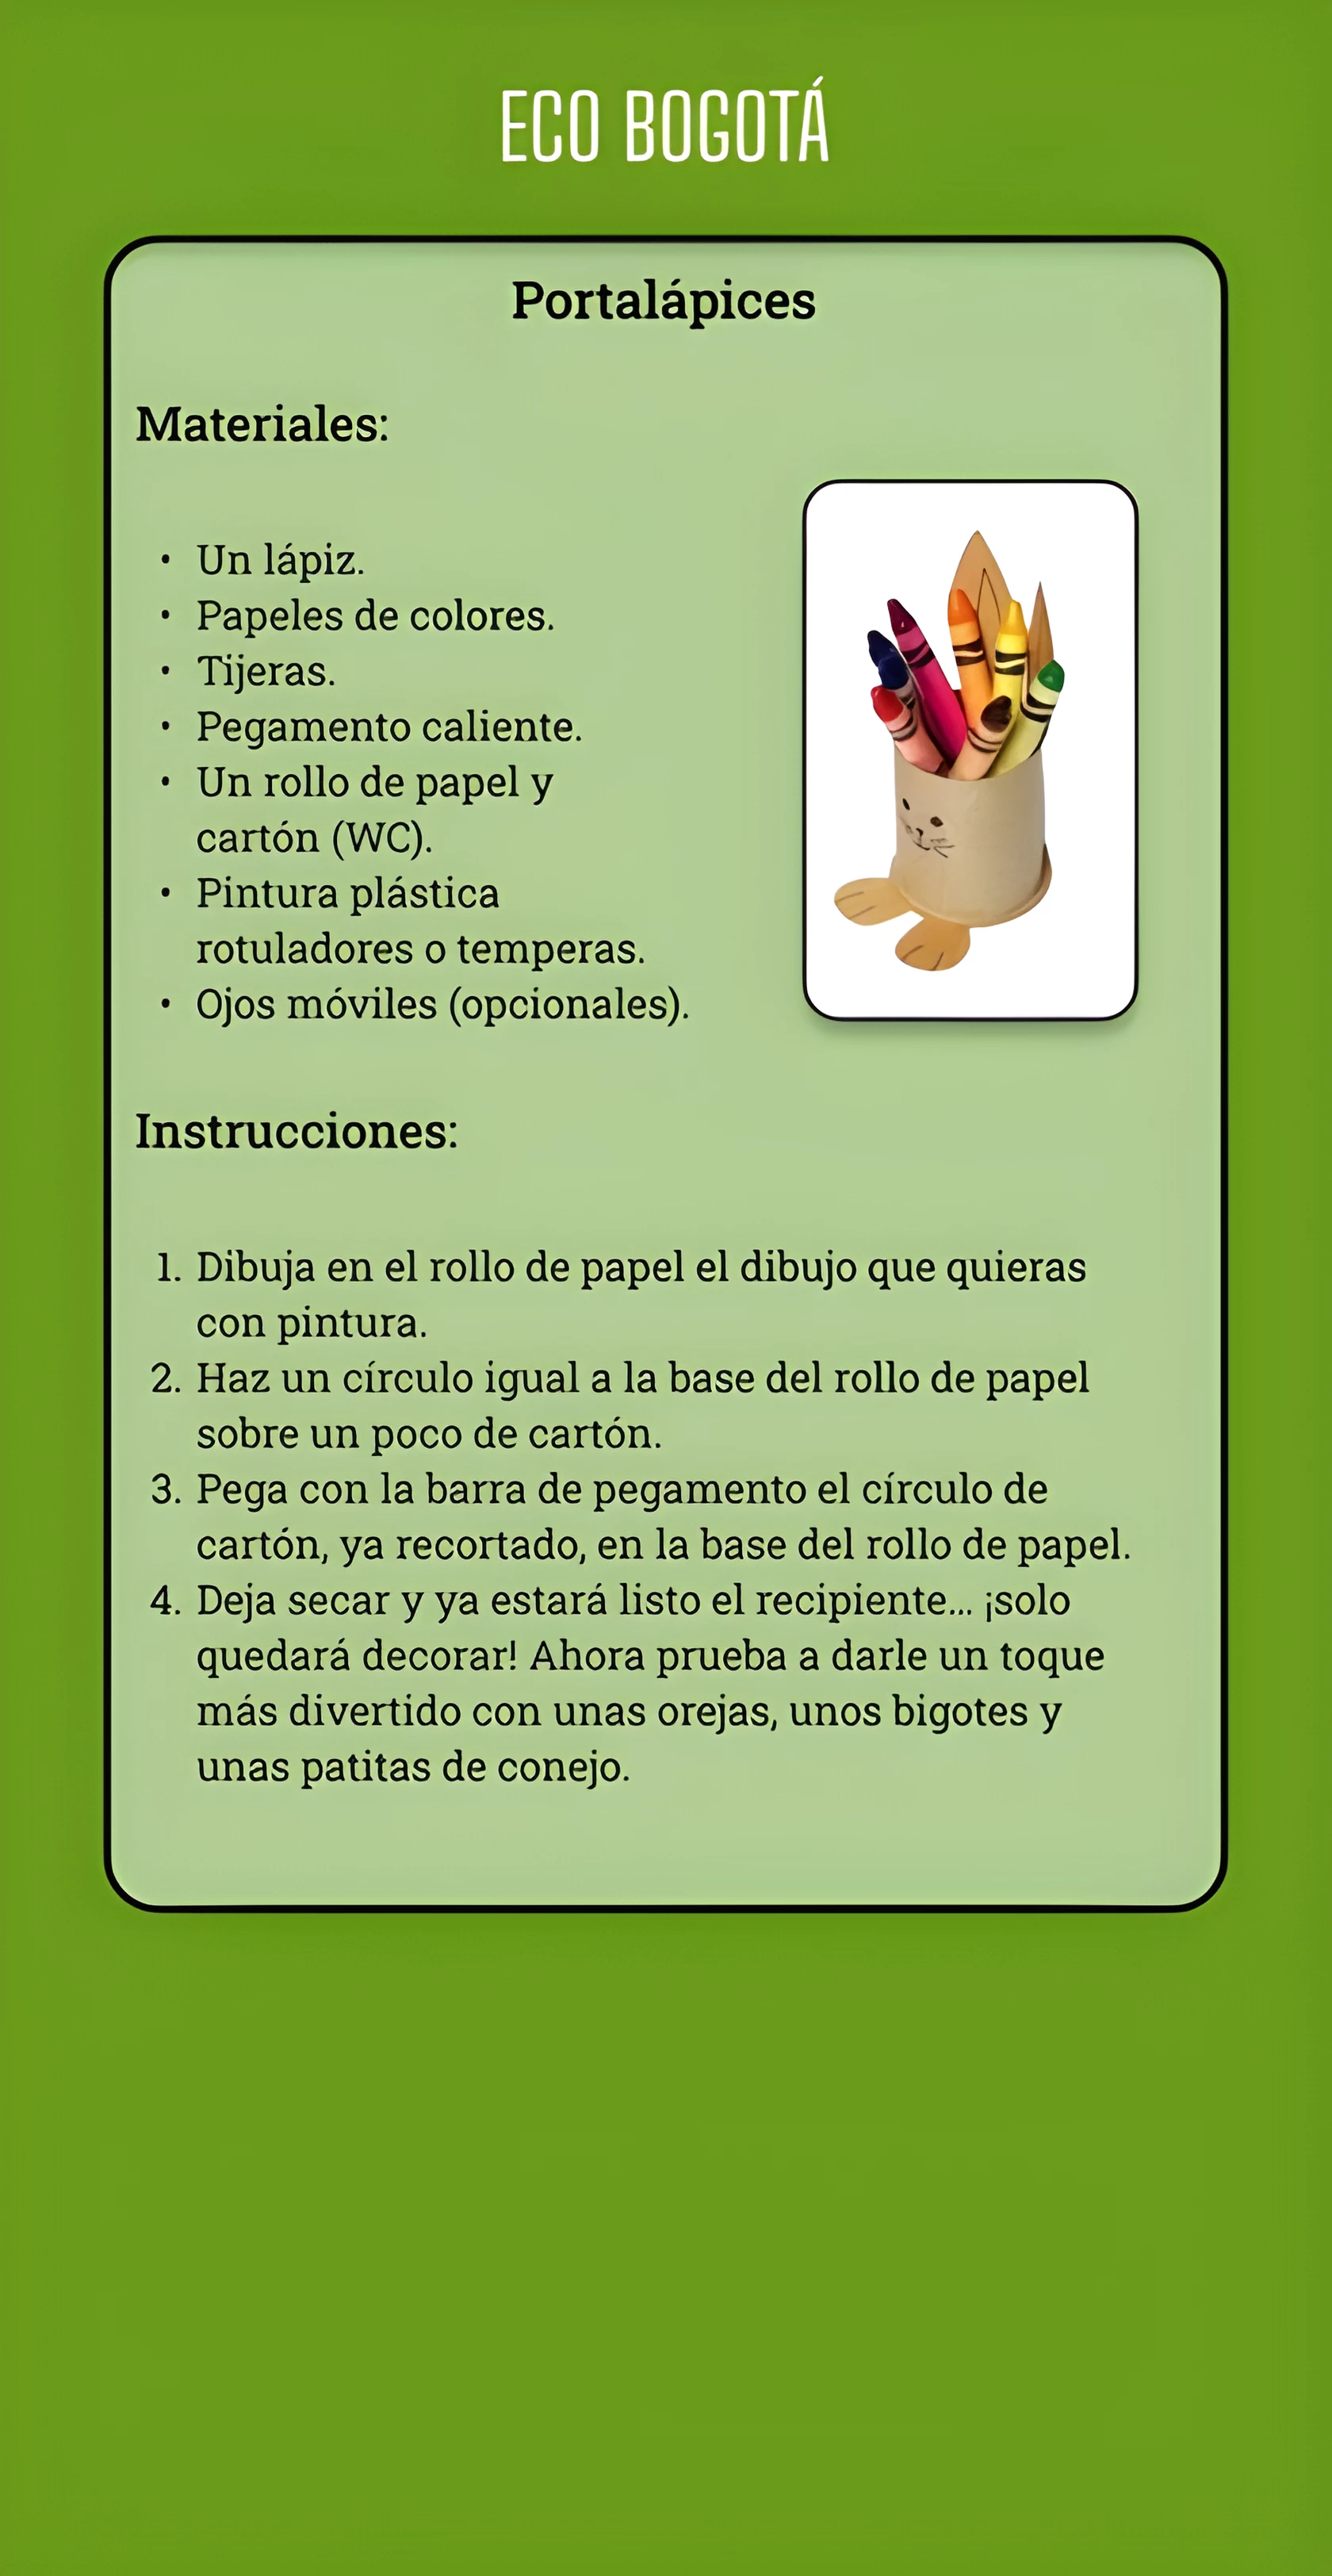 ECO BOGOTÁ
Portalápices
Materiales:
• Un lápiz.
• Papeles de colores.
• Tijeras.
• Pegamento caliente.
• Un rollo de papel y
cartón (WC).
• Pintura plástica
rotuladores o temperas.
• Ojos móviles (opcionales).
Instrucciones:
1. Dibuja en el rollo de papel el dibujo que quieras
con pintura.
2. Haz un círculo igual a la base del rollo de papel
sobre un poco de cartón.
3. Pega con la barra de pegamento el círculo de
cartón, ya recortado, en la base del rollo de papel.
4. Deja secar y ya estará listo el recipiente... ¡solo
quedará decorar! Ahora prueba a darle un toque
más divertido con unas orejas, unos bigotes y
unas patitas de conejo.